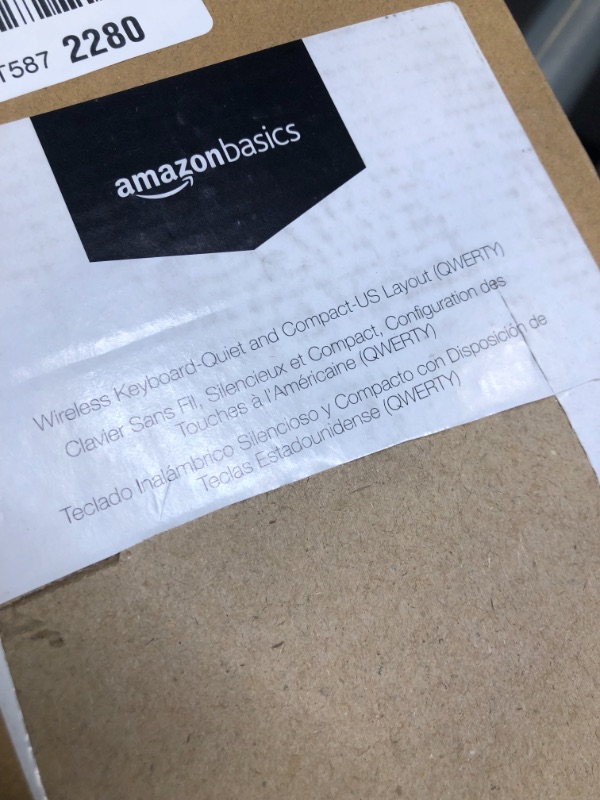 T587 2280
amazonbasics
Wireless Keyboard-Quiet and Compact-US Layout (QWERTY)
Clavier Sans Fil, Silencieux et Compact, Configuration des
Touches à l'Américaine (QWERTY)
Teclado Inalámbrico Silencioso y Compacto con Disposición de
Teclas Estadounidense (QWERTY)